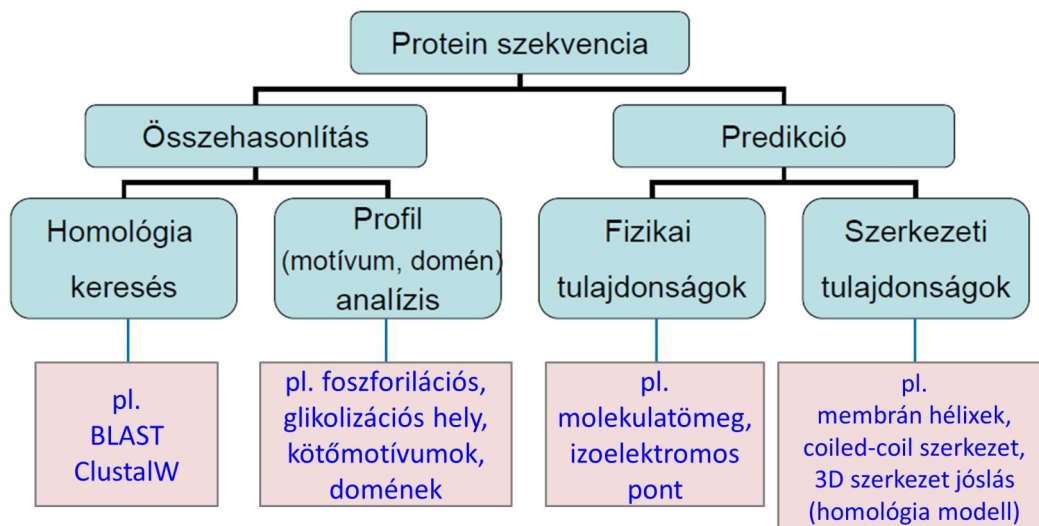 Protein szekvencia
Összehasonlítás
Predikció
Homológia
keresés
Profil
(motívum, domén)
analízis
Fizikai
tulajdonságok
Szerkezeti
tulajdonságok
pl.
BLAST
ClustalW
pl. foszforilációs,
glikolizációs hely,
kötőmotívumok,
domének
pl.
molekulatömeg,
izoelektromos
pont
pl.
membrán hélixek,
coiled-coil szerkezet,
3D szerkezet jóslás
(homológia modell)